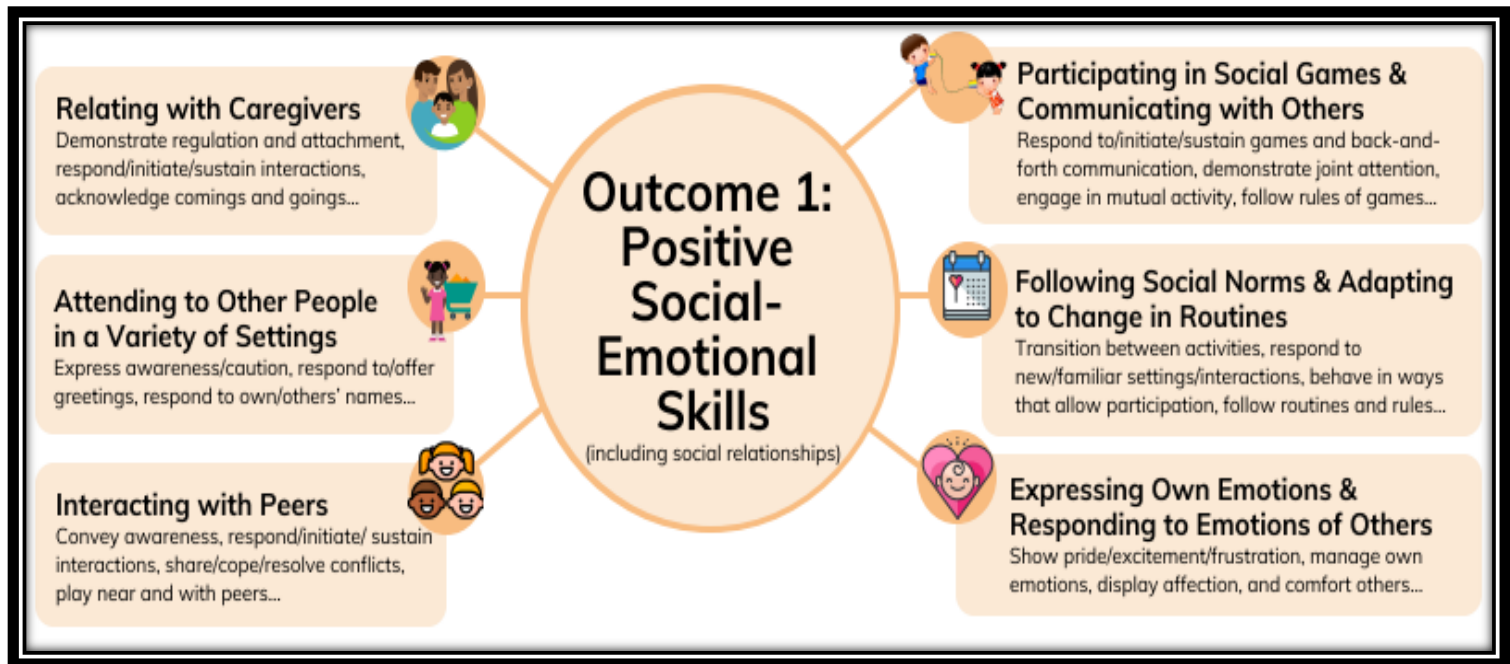 Outcome 1:
Positive
Social-
Emotional
Skills
(including social relationships)
Relating with Caregivers
Demonstrate regulation and attachment,
respond/initiate/sustain interactions,
acknowledge comings and goings...
Attending to Other People
in a Variety of Settings
Express awareness/caution, respond to/offer
greetings, respond to own/others’ names...
Interacting with Peers
Convey awareness, respond/initiate/ sustain
interactions, share/cope/resolve conflicts,
play near and with peers...
Participating in Social Games &
Communicating with Others
Respond to/initiate/sustain games and back-and-
forth communication, demonstrate joint attention,
engage in mutual activity, follow rules of games...
Following Social Norms & Adapting
to Change in Routines
Transition between activities, respond to
new/familiar settings/interactions, behave in ways
that allow participation, follow routines and rules...
Expressing Own Emotions &
Responding to Emotions of Others
Show pride/excitement/frustration, manage own
emotions, display affection, and comfort others...